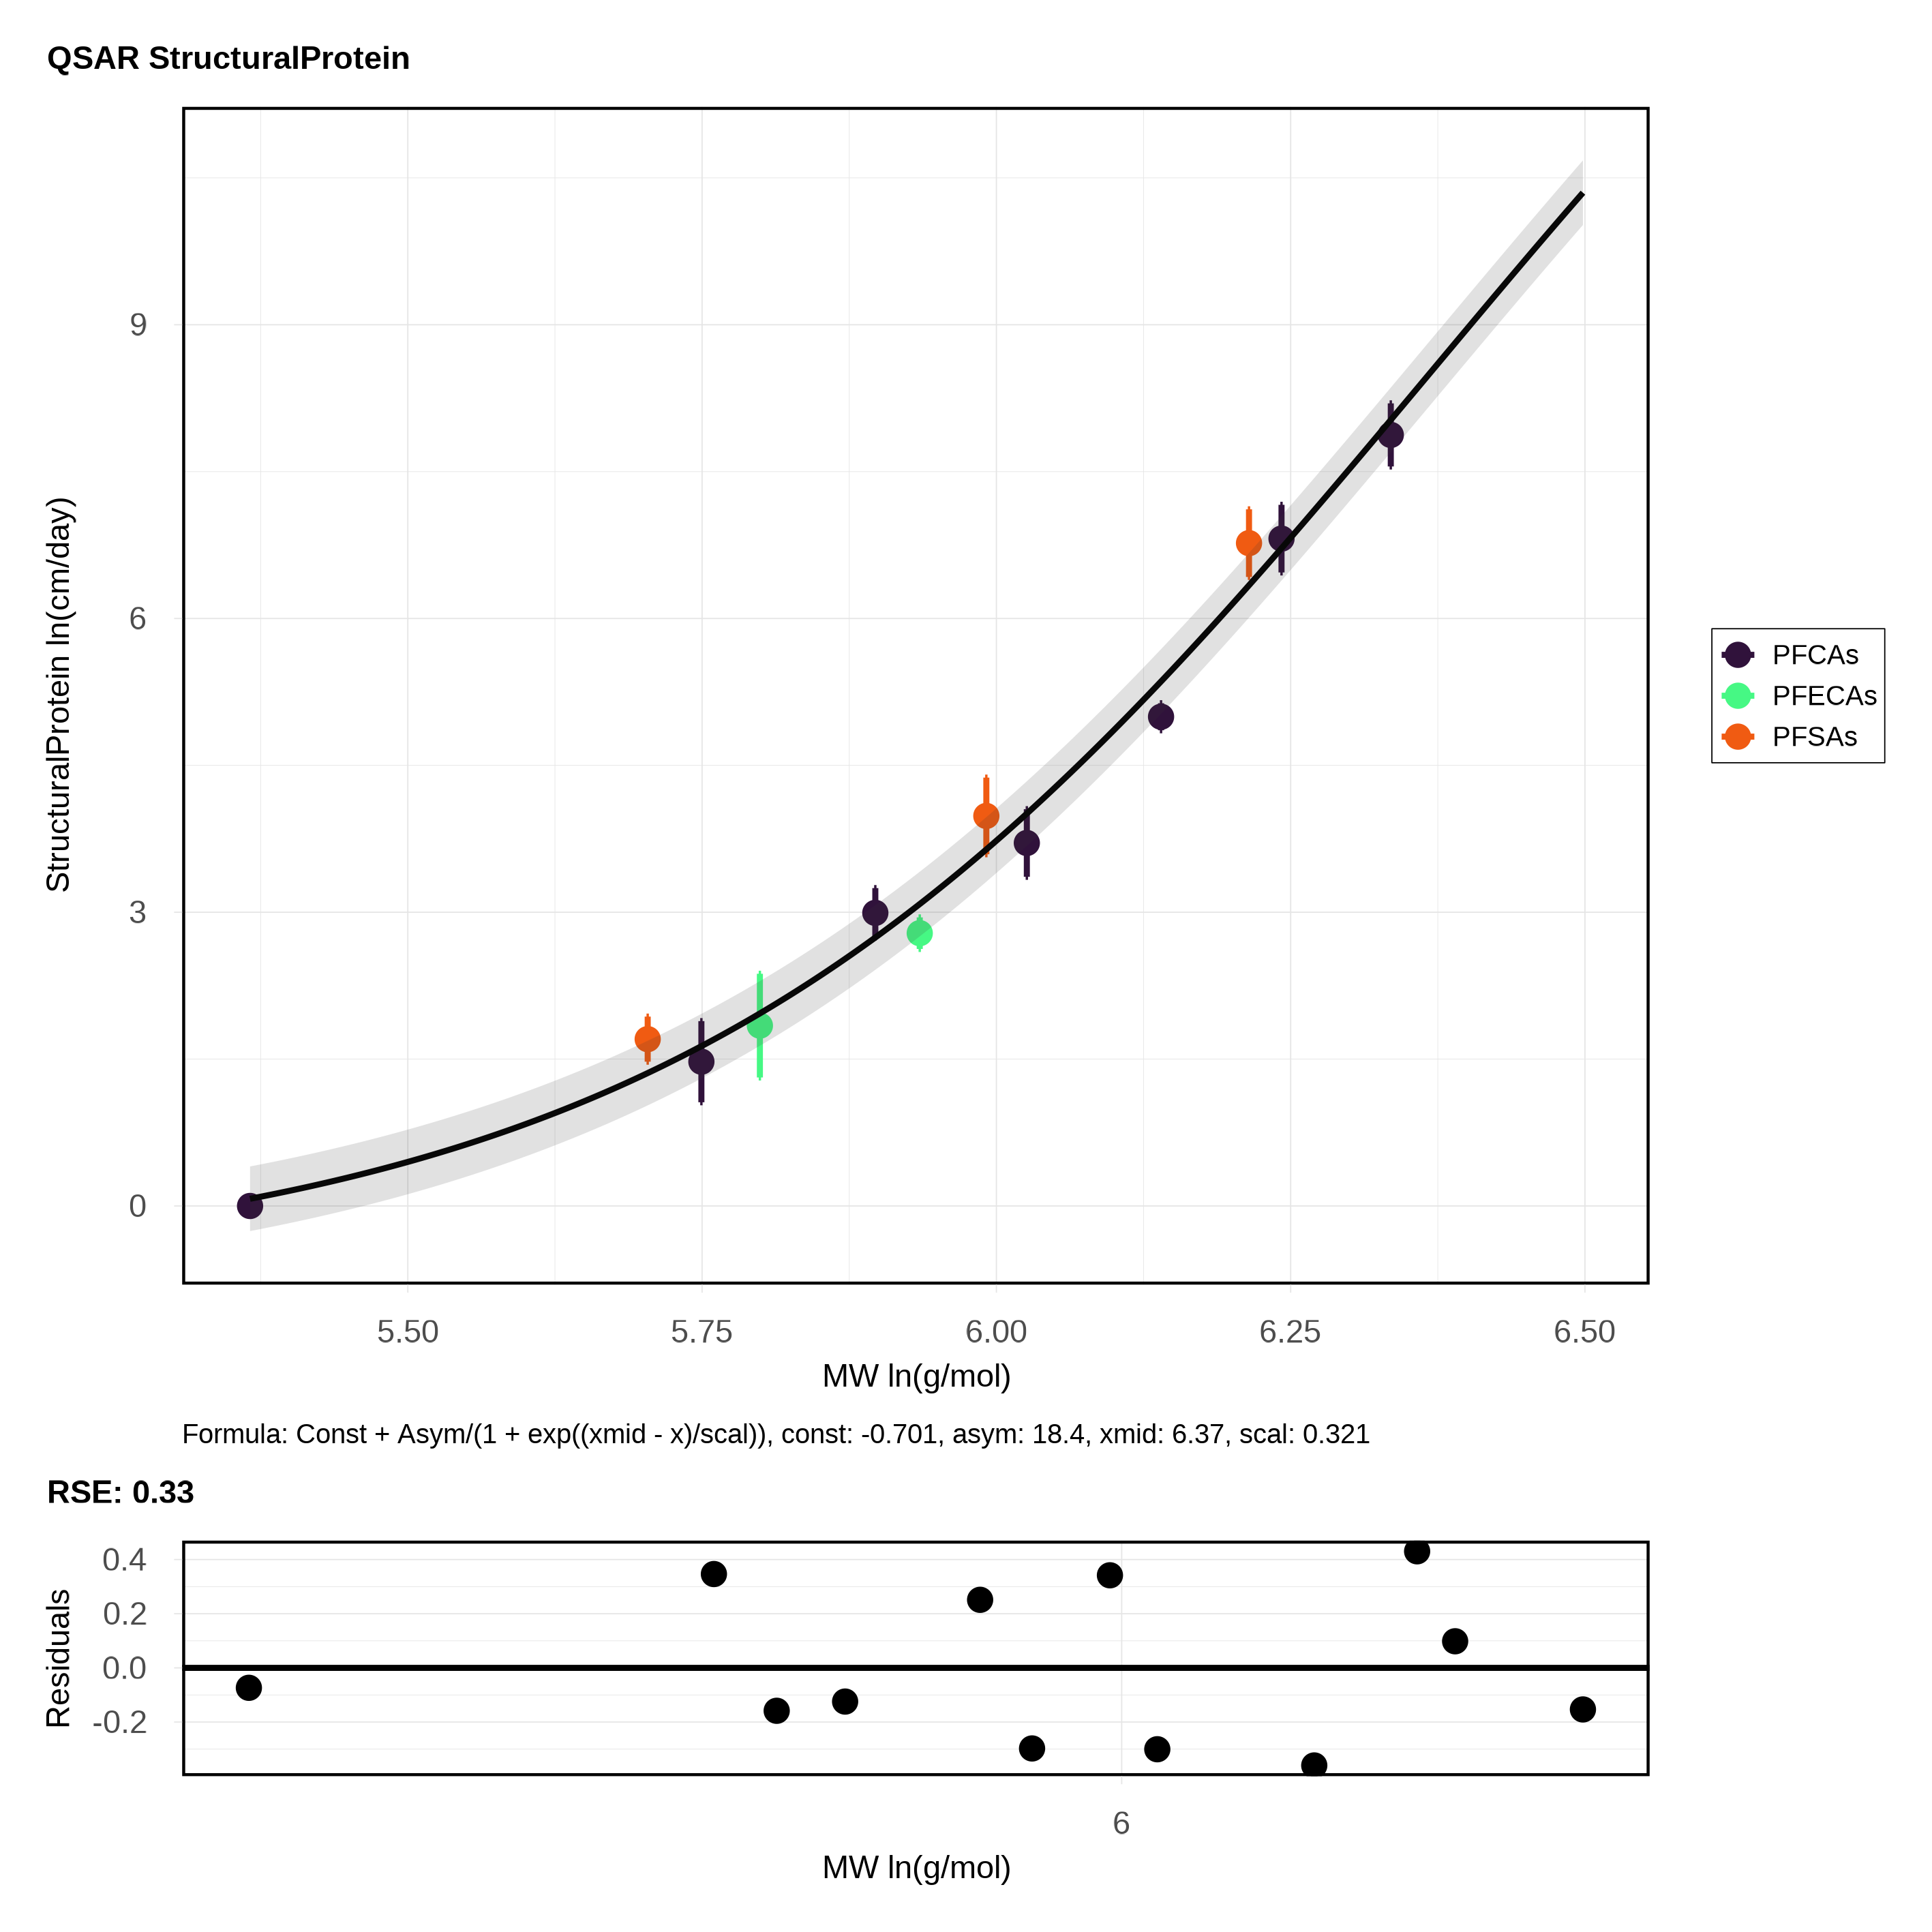 QSAR StructuralProtein
StructuralProtein ln(cm/day)
9
6
3
0
5.50 5.75 6.00 6.25 6.50
MW ln(g/mol)
PFCAs
PFECAs
PFSAs
Formula: Const + Asym/(1 + exp((xmid - x)/scal)), const: -0.701, asym: 18.4, xmid: 6.37, scal: 0.321
RSE: 0.33
Residuals
0.4
0.2
0.0
-0.2
6
MW ln(g/mol)